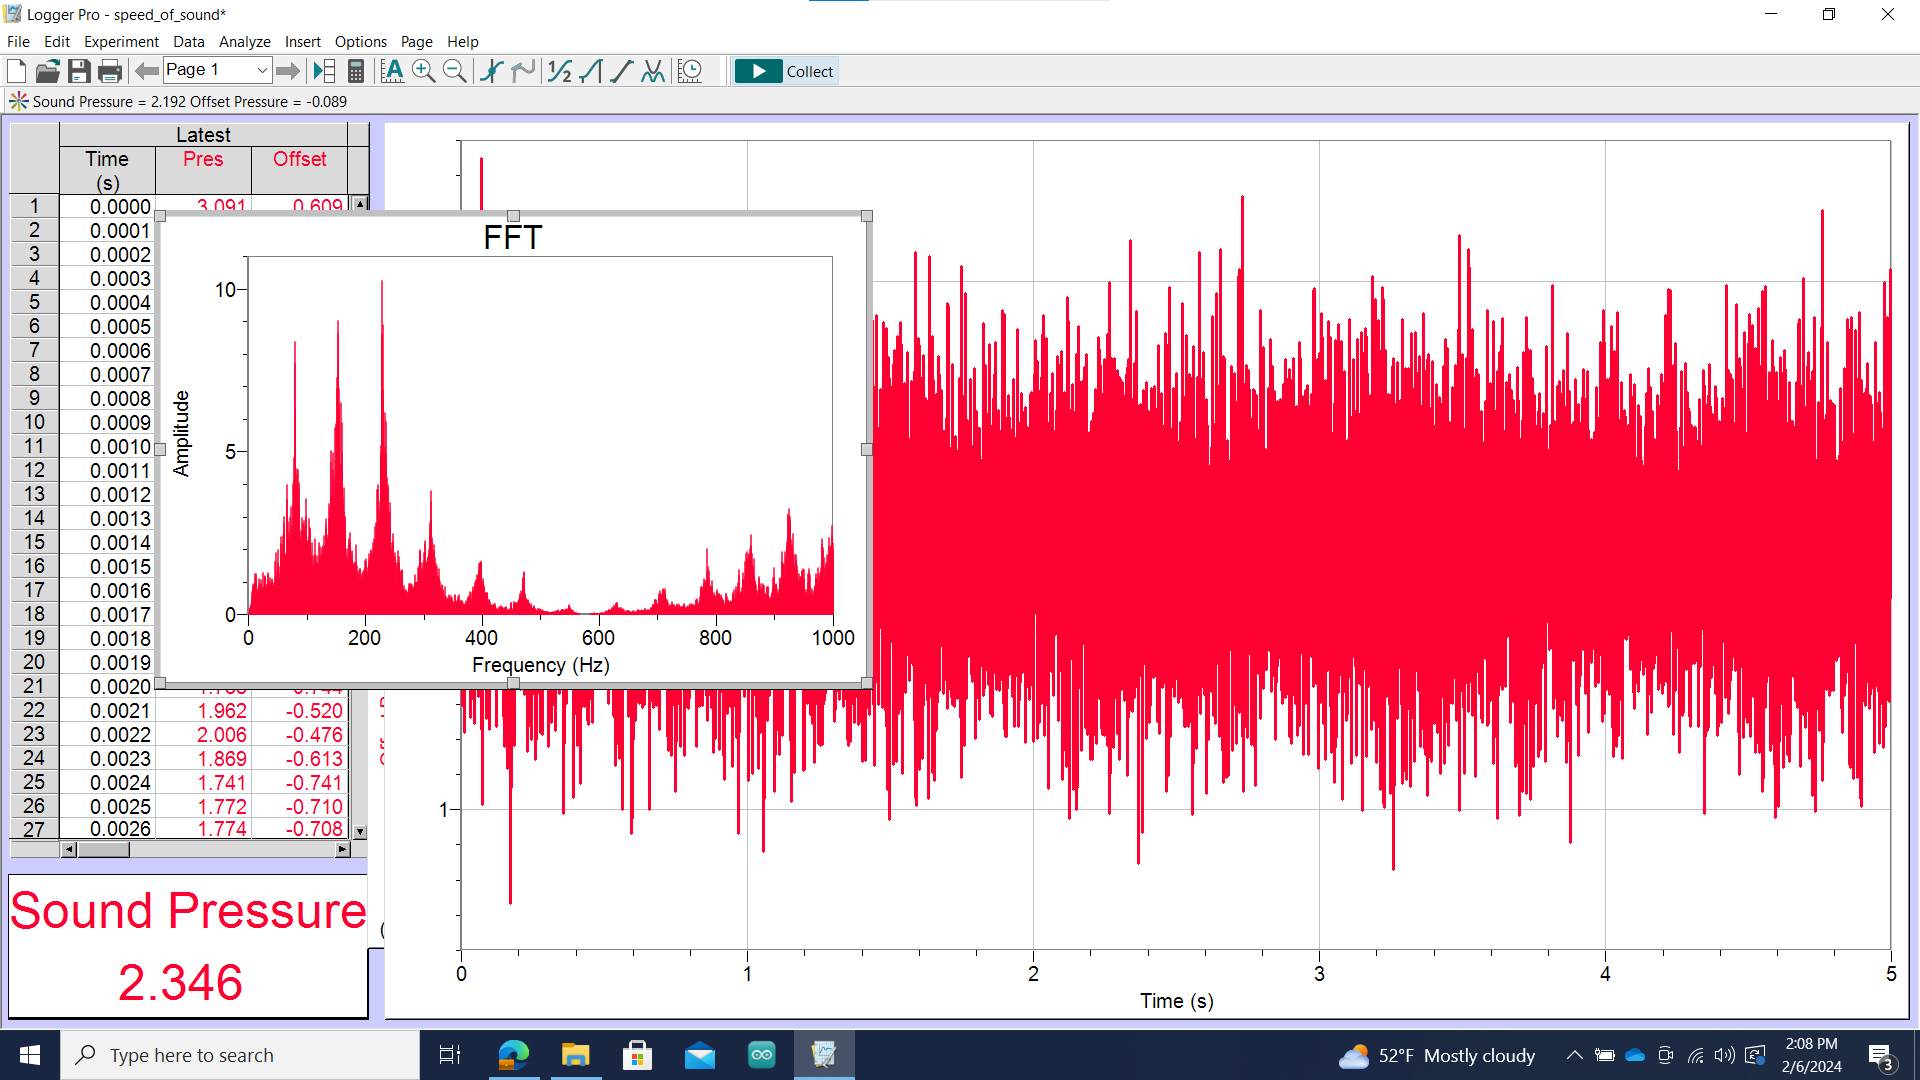 Logger Pro - speed_of_sound*
File Edit Experiment Data Analyze Insert Options Page Help
Page 1
Collect
Sound Pressure = 2.192 Offset Pressure = -0.089
Latest
Time Pres Offset
(s)
1 0.0000 3.091 0.609
2 0.0001
3 0.0002
4 0.0003
5 0.0004
6 0.0005
7 0.0006
8 0.0007
9 0.0008
10 0.0009
11 0.0010
12 0.0011
13 0.0012
14 0.0013
15 0.0014
16 0.0015
17 0.0016
18 0.0017
19 0.0018
20 0.0019
21 0.0020
22 0.0021 1.962 -0.520
23 0.0022 2.006 -0.476
24 0.0023 1.869 -0.613
25 0.0024 1.741 -0.741
26 0.0025 1.772 -0.710
27 0.0026 1.774 -0.708
FFT
10
5
0
Amplitude
0 200 400 600 800 1000
Frequency (Hz)
1
0 1 2 3 4 5
Time (s)
Sound Pressure
2.346
Type here to search
52°F Mostly cloudy
2:08 PM
2/6/2024
3